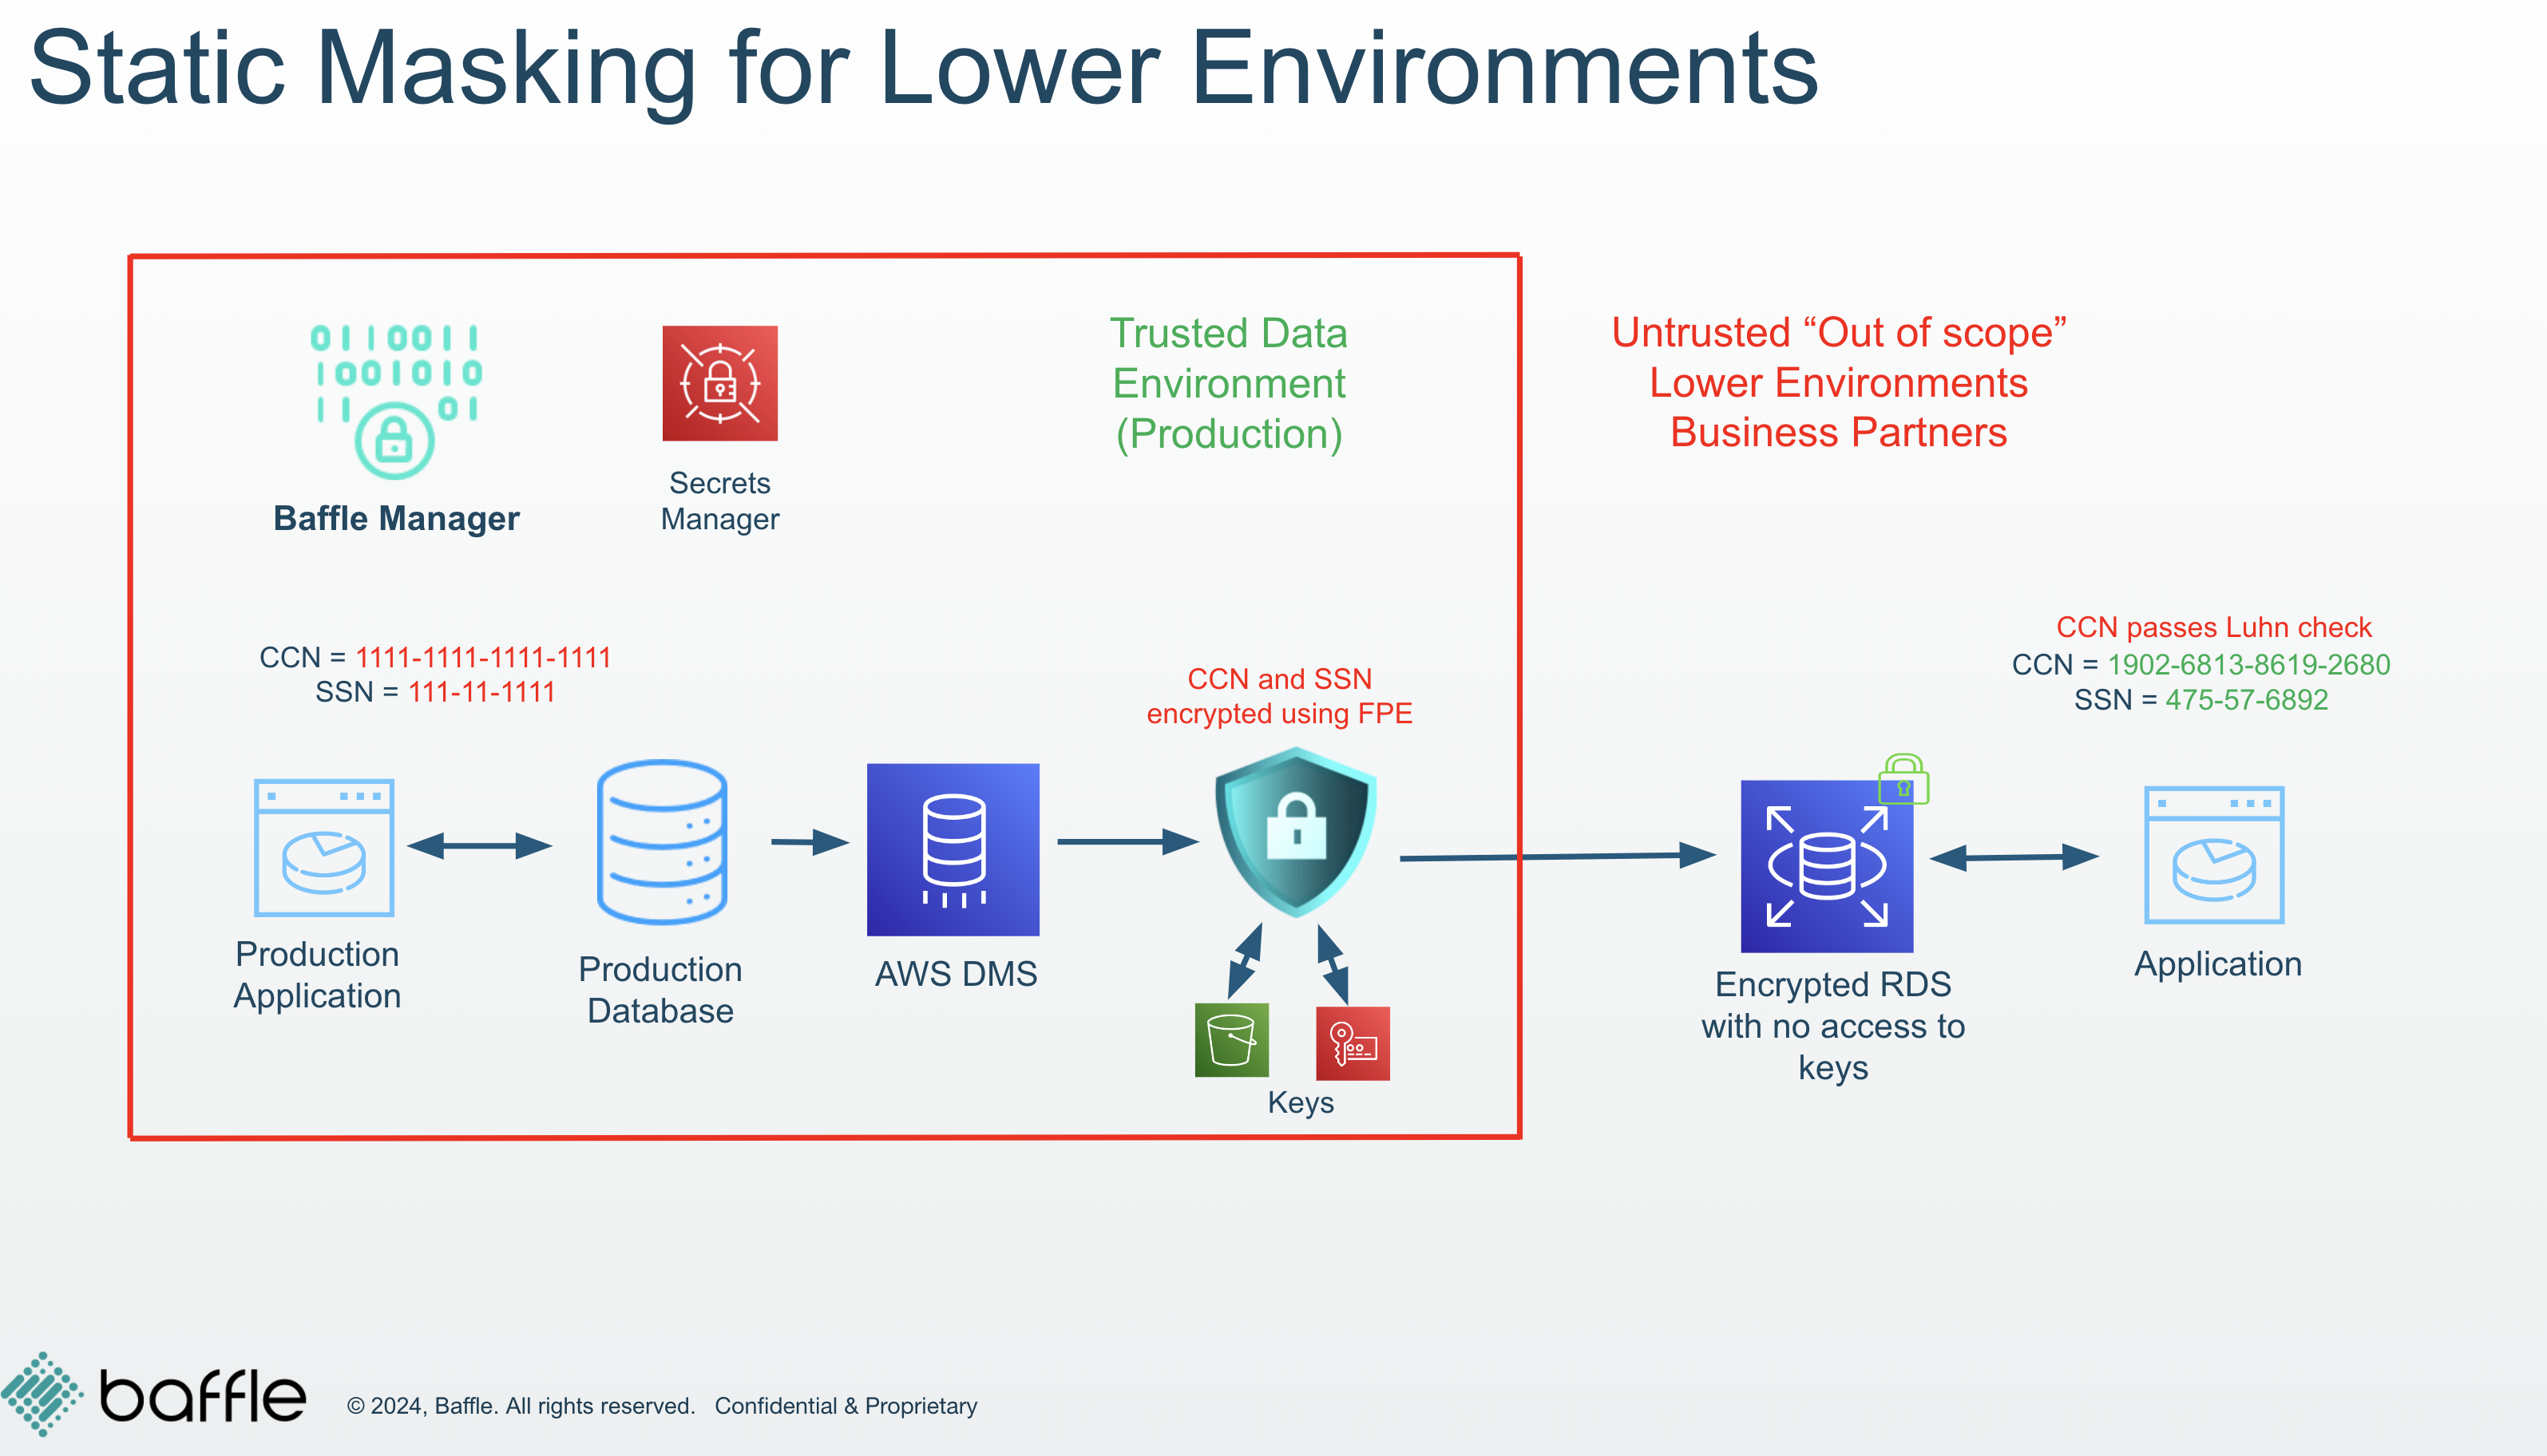 Static Masking for Lower Environments
Baffle Manager
Secrets
Manager
Trusted Data
Environment
(Production)
Untrusted “Out of scope”
Lower Environments
Business Partners
CCN = 1111-1111-1111-1111
SSN = 111-11-1111
CCN and SSN
encrypted using FPE
CCN passes Luhn check
CCN = 1902-6813-8619-2680
SSN = 475-57-6892
Production
Application
Production
Database
AWS DMS
Keys
Encrypted RDS
with no access to
keys
Application
baffle
© 2024, Baffle. All rights reserved. Confidential & Proprietary